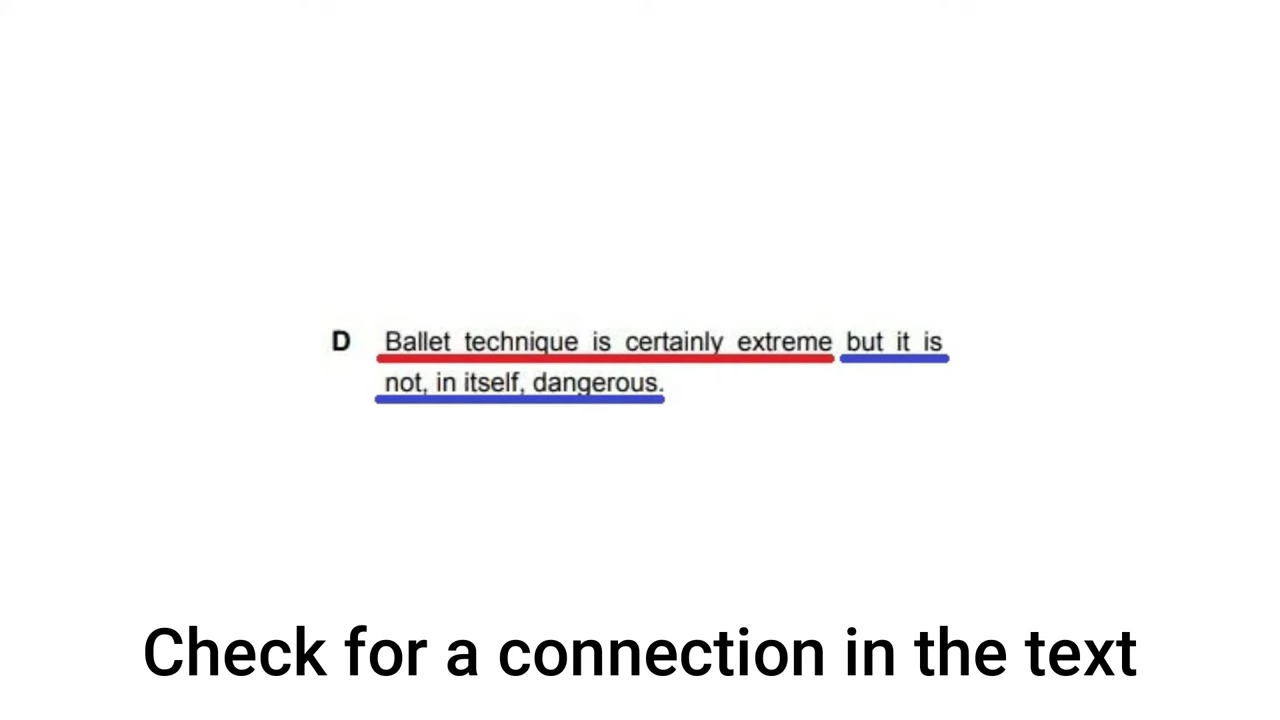 D Ballet technique is certainly extreme but it is
not, in itself, dangerous.
Check for a connection in the text